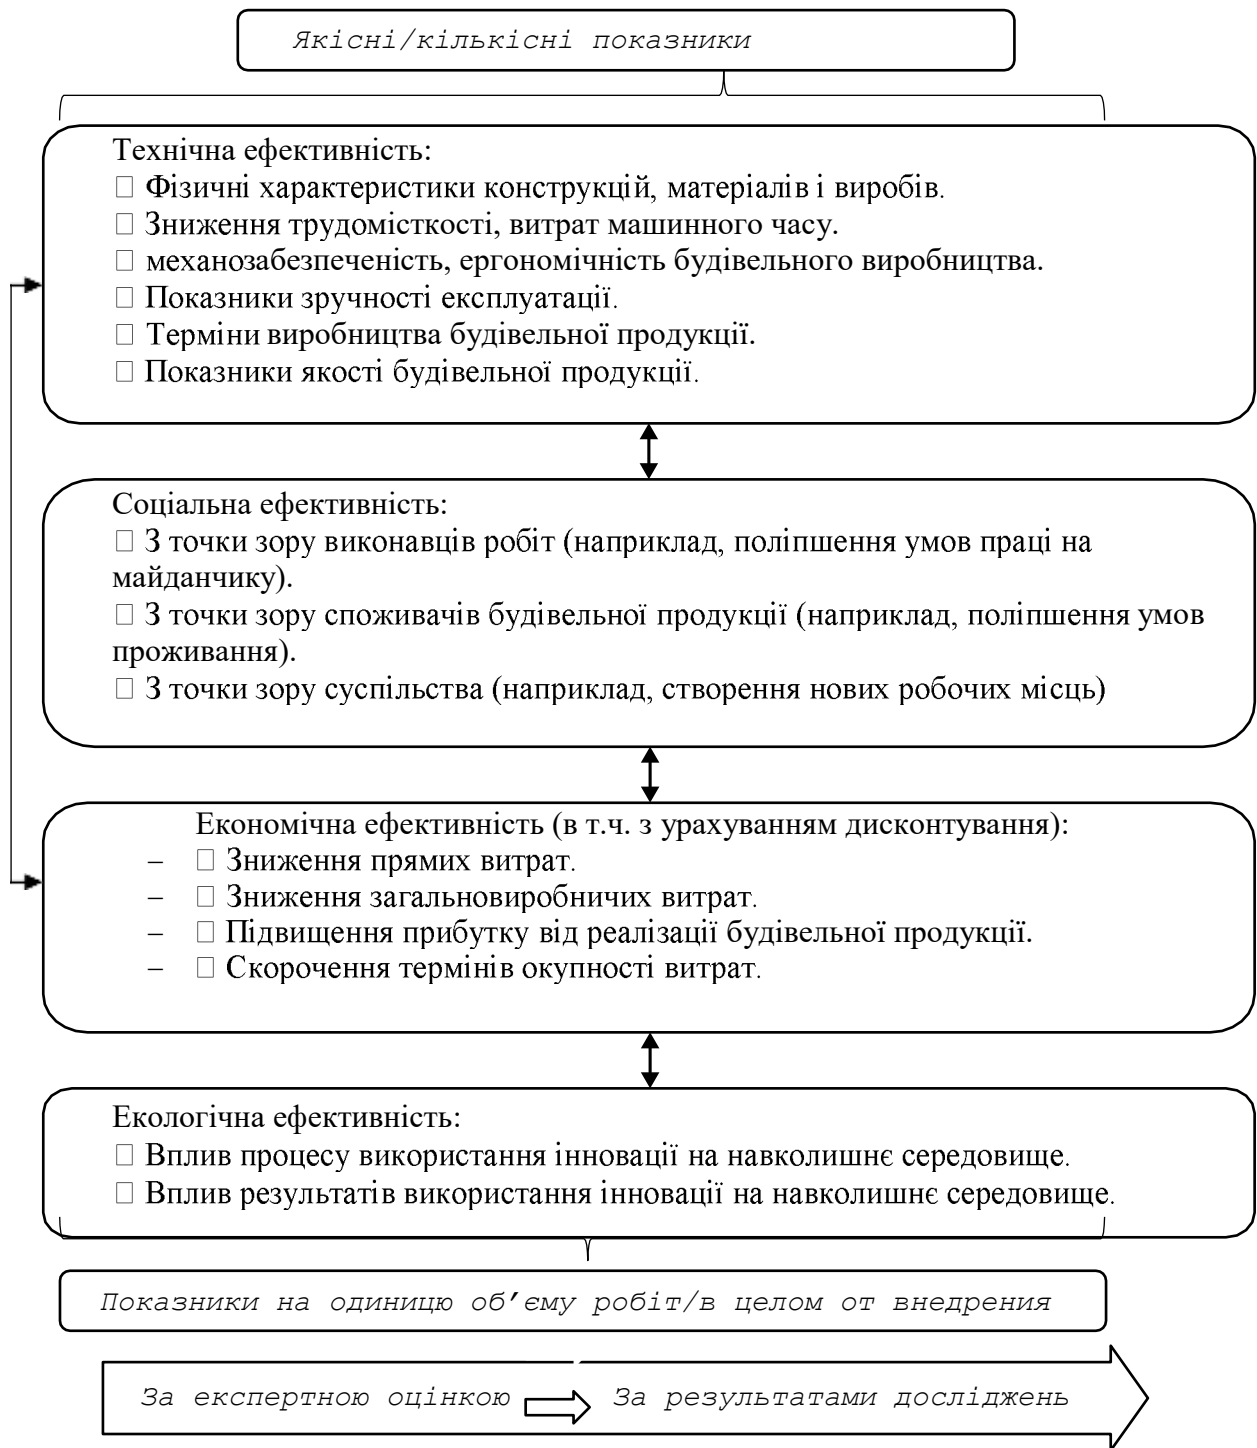 Якісні/кількісні показники
Технічна ефективність:
□ Фізичні характеристики конструкцій, матеріалів і виробів.
□ Зниження трудомісткості, витрат машинного часу.
□ механозабезпеченість, ергономічність будівельного виробництва.
□ Показники зручності експлуатації.
□ Терміни виробництва будівельної продукції.
□ Показники якості будівельної продукції.
Соціальна ефективність:
□ З точки зору виконавців робіт (наприклад, поліпшення умов праці на
майданчику).
□ З точки зору споживачів будівельної продукції (наприклад, поліпшення умов
проживання).
□ З точки зору суспільства (наприклад, створення нових робочих місць)
Економічна ефективність (в т.ч. з урахуванням дисконтування):
– □ Зниження прямих витрат.
– □ Зниження загальновиробничих витрат.
– □ Підвищення прибутку від реалізації будівельної продукції.
– □ Скорочення термінів окупності витрат.
Екологічна ефективність:
□ Вплив процесу використання інновації на навколишнє середовище.
□ Вплив результатів використання інновації на навколишнє середовище.
Показники на одиницю об’єму робіт/в целом от внедрения
За експертною оцінкою За результатами досліджень